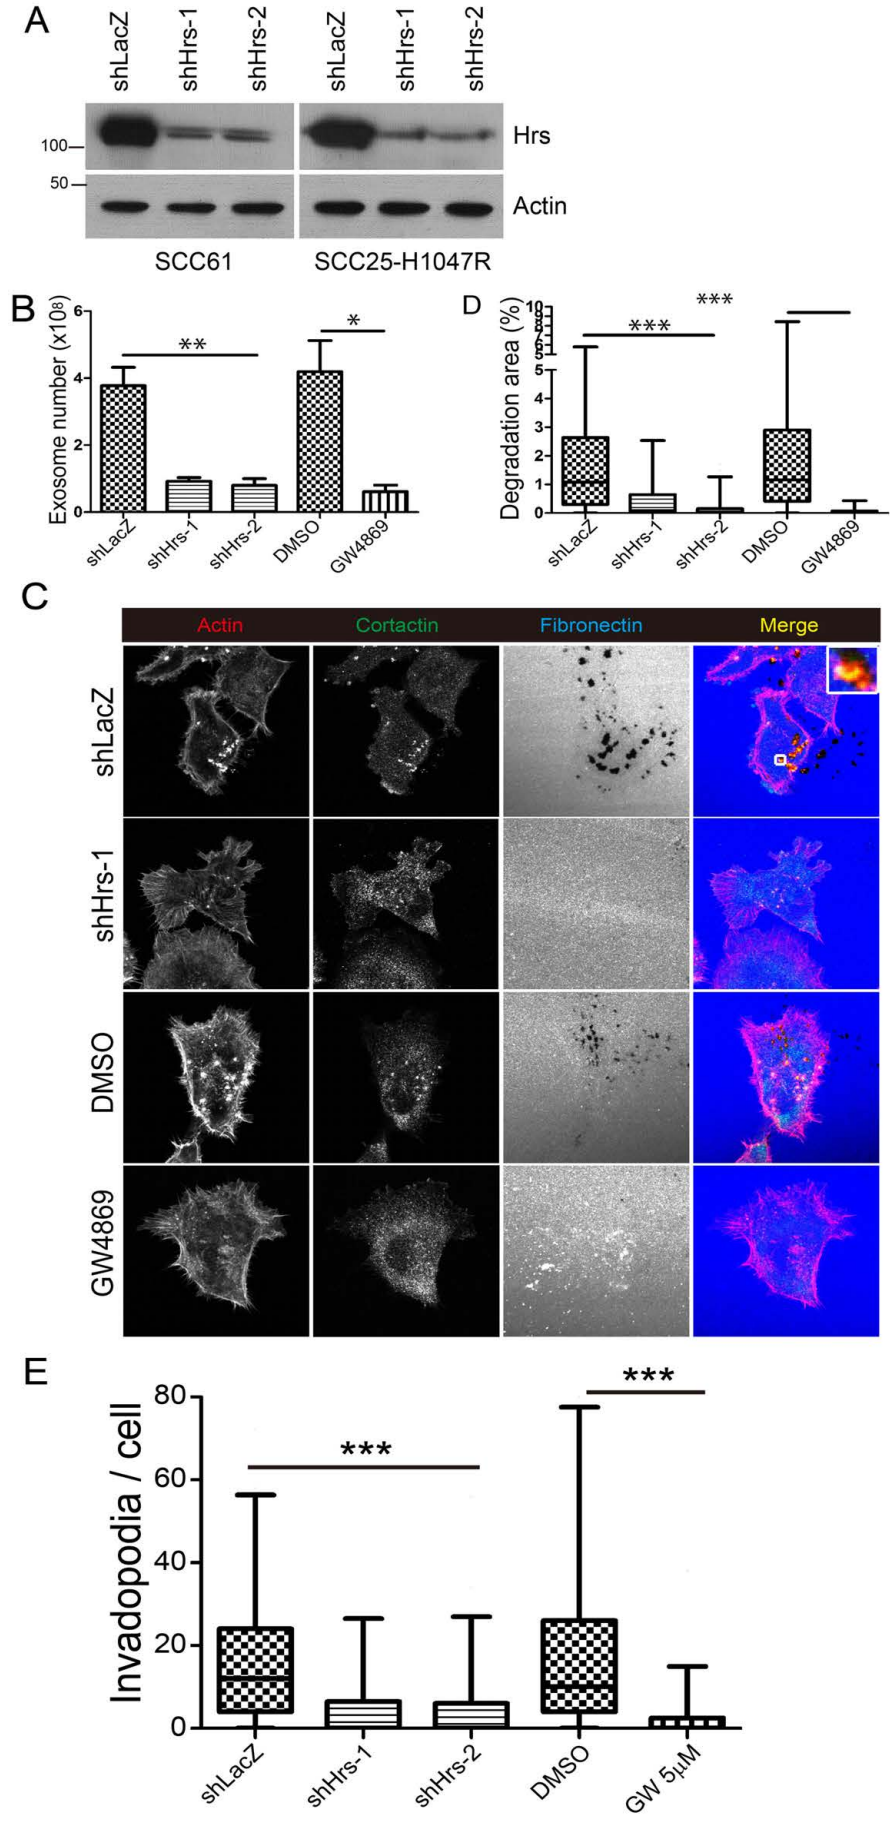 A
shLacZ
shHrs-1
shHrs-2
shLacZ
shHrs-1
shHrs-2
100
Hrs
50
Actin
SCC61
SCC25-H1047R
B
Exosome number (x10⁸)
6
4
2
0
**
*
shLacZ
shHrs-1
shHrs-2
DMSO
GW4869
D
Degradation area (%)
10
9
8
7
6
5
5
4
3
2
1
0
***
***
shLacZ
shHrs-1
shHrs-2
DMSO
GW4869
C
Actin Cortactin Fibronectin Merge
shLacZ
shHrs-1
DMSO
GW4869
E
Invadopodia / cell
80
60
40
20
0
***
***
shLacZ
shHrs-1
shHrs-2
DMSO
GW 5μM